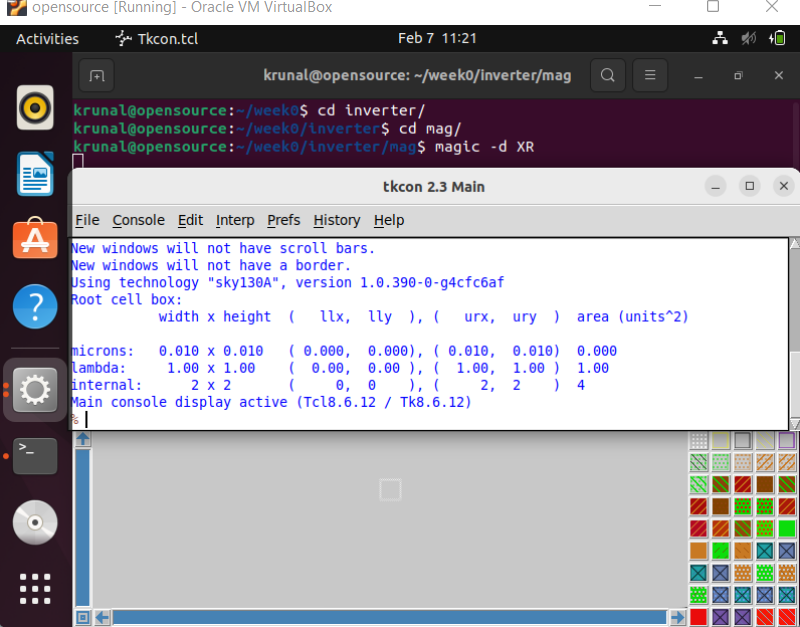 opensource [Running] - Oracle VM VirtualBox
Activities Tkcon.tcl Feb 7 11:21
krunal@opensource: ~/week0/inverter/mag
krunal@opensource:~/week0$ cd inverter/
krunal@opensource:~/week0/inverter$ cd mag/
krunal@opensource:~/week0/inverter/mag$ magic -d XR
tkcon 2.3 Main
File Console Edit Interp Prefs History Help
New windows will not have scroll bars.
New windows will not have a border.
Using technology "sky130A", version 1.0.390-0-g4cfc6af
Root cell box:
width x height ( llx, lly ), ( urx, ury ) area (units^2)
microns: 0.010 x 0.010 ( 0.000, 0.000), ( 0.010, 0.010) 0.000
lambda: 1.00 x 1.00 ( 0.00, 0.00 ), ( 1.00, 1.00 ) 1.00
internal: 2 x 2 ( 0, 0 ), ( 2, 2 ) 4
Main console display active (Tcl8.6.12 / Tk8.6.12)
%
>_